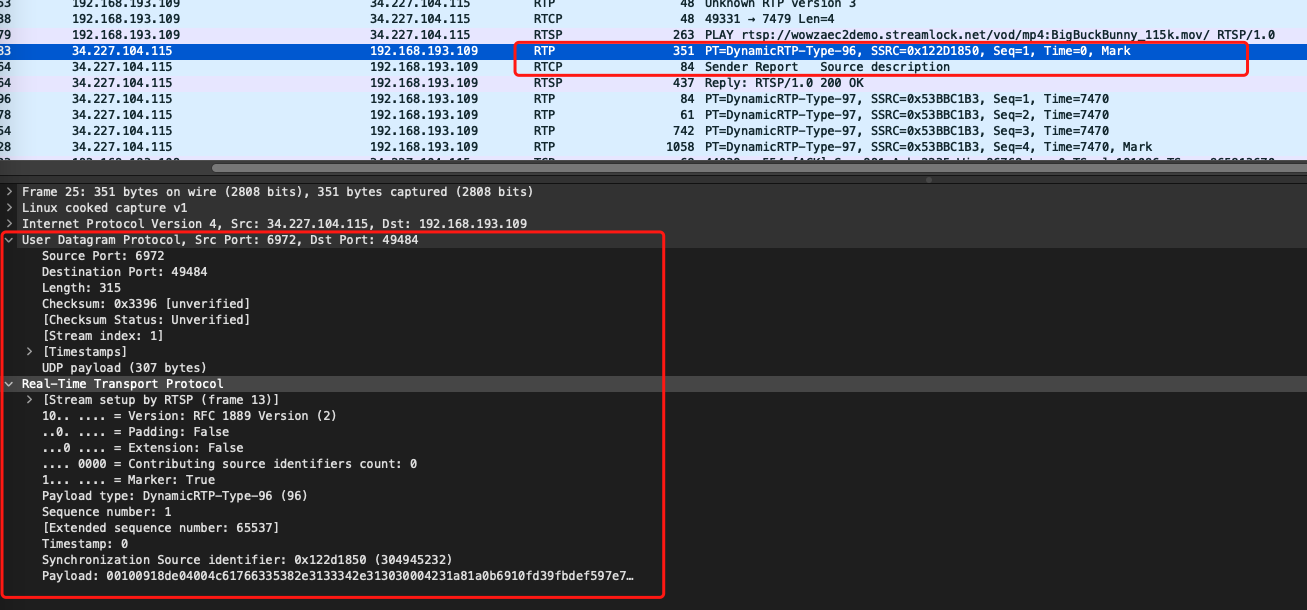 53 192.168.193.109 34.227.104.115 RTP 48 Unknown RTP version 3
38 192.168.193.109 34.227.104.115 RTCP 48 49331 → 7479 Len=4
79 192.168.193.109 34.227.104.115 RTSP 263 PLAY rtsp://wowzaec2demo.streamlock.net/vod/mp4:BigBuckBunny_115k.mov/ RTSP/1.0
33 34.227.104.115 192.168.193.109 RTP 351 PT=DynamicRTP-Type-96, SSRC=0x122D1850, Seq=1, Time=0, Mark
54 34.227.104.115 192.168.193.109 RTCP 84 Sender Report Source description
54 34.227.104.115 192.168.193.109 RTSP 437 Reply: RTSP/1.0 200 OK
96 34.227.104.115 192.168.193.109 RTP 84 PT=DynamicRTP-Type-97, SSRC=0x53BBC1B3, Seq=1, Time=7470
78 34.227.104.115 192.168.193.109 RTP 61 PT=DynamicRTP-Type-97, SSRC=0x53BBC1B3, Seq=2, Time=7470
54 34.227.104.115 192.168.193.109 RTP 742 PT=DynamicRTP-Type-97, SSRC=0x53BBC1B3, Seq=3, Time=7470
28 34.227.104.115 192.168.193.109 RTP 1058 PT=DynamicRTP-Type-97, SSRC=0x53BBC1B3, Seq=4, Time=7470, Mark
Frame 25: 351 bytes on wire (2808 bits), 351 bytes captured (2808 bits)
Linux cooked capture v1
Internet Protocol Version 4, Src: 34.227.104.115, Dst: 192.168.193.109
User Datagram Protocol, Src Port: 6972, Dst Port: 49484
Source Port: 6972
Destination Port: 49484
Length: 315
Checksum: 0x3396 [unverified]
[Checksum Status: Unverified]
[Stream index: 1]
[Timestamps]
UDP payload (307 bytes)
Real-Time Transport Protocol
[Stream setup by RTSP (frame 13)]
10.. .... = Version: RFC 1889 Version (2)
..0. .... = Padding: False
...0 .... = Extension: False
.... 0000 = Contributing source identifiers count: 0
1... .... = Marker: True
Payload type: DynamicRTP-Type-96 (96)
Sequence number: 1
[Extended sequence number: 65537]
Timestamp: 0
Synchronization Source identifier: 0x122d1850 (304945232)
Payload: 00100918de04004c61766335382e3133342e313030004231a81a0b6910fd39fbdef597e7…